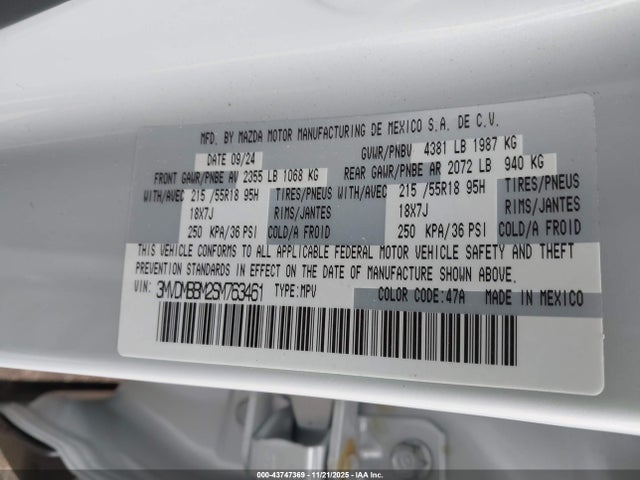 MFD. BY MAZDA MOTOR MANUFACTURING DE MEXICO S.A. DE C.V.
DATE 09/24 GVWR/PNBV 4381 LB 1987 KG
FRONT GAWR/PNBE AV 2355 LB 1068 KG REAR GAWR/PNBE AR 2072 LB 940 KG
WITH/AVEC 215 /55R18 95H TIRES/PNEUS WITH/AVEC 215 /55R18 95H TIRES/PNEUS
18X7J RIMS/JANTES 18X7J RIMS/JANTES
250 KPA/36 PSI COLD/A FROID 250 KPA/36 PSI COLD/A FROID
THIS VEHICLE CONFORMS TO ALL APPLICABLE FEDERAL MOTOR VEHICLE SAFETY AND THEFT
PREVENTION STANDARDS IN EFFECT ON THE DATE OF MANUFACTURE SHOWN ABOVE.
VIN: 3MVDMBBM2SM763461 TYPE:MPV COLOR CODE:47A MADE IN MEXICO
000-43747369 - 11/21/2025 - IAA Inc.